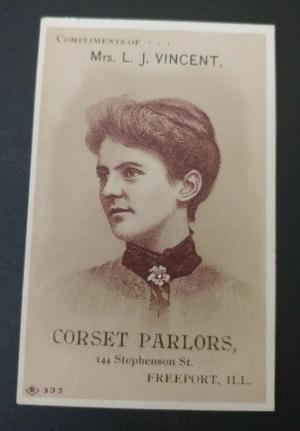 COMPLIMENTS OF . . .
Mrs. L. J. VINCENT,
CORSET PARLORS,
144 Stephenson St.
FREEPORT, ILL.
333